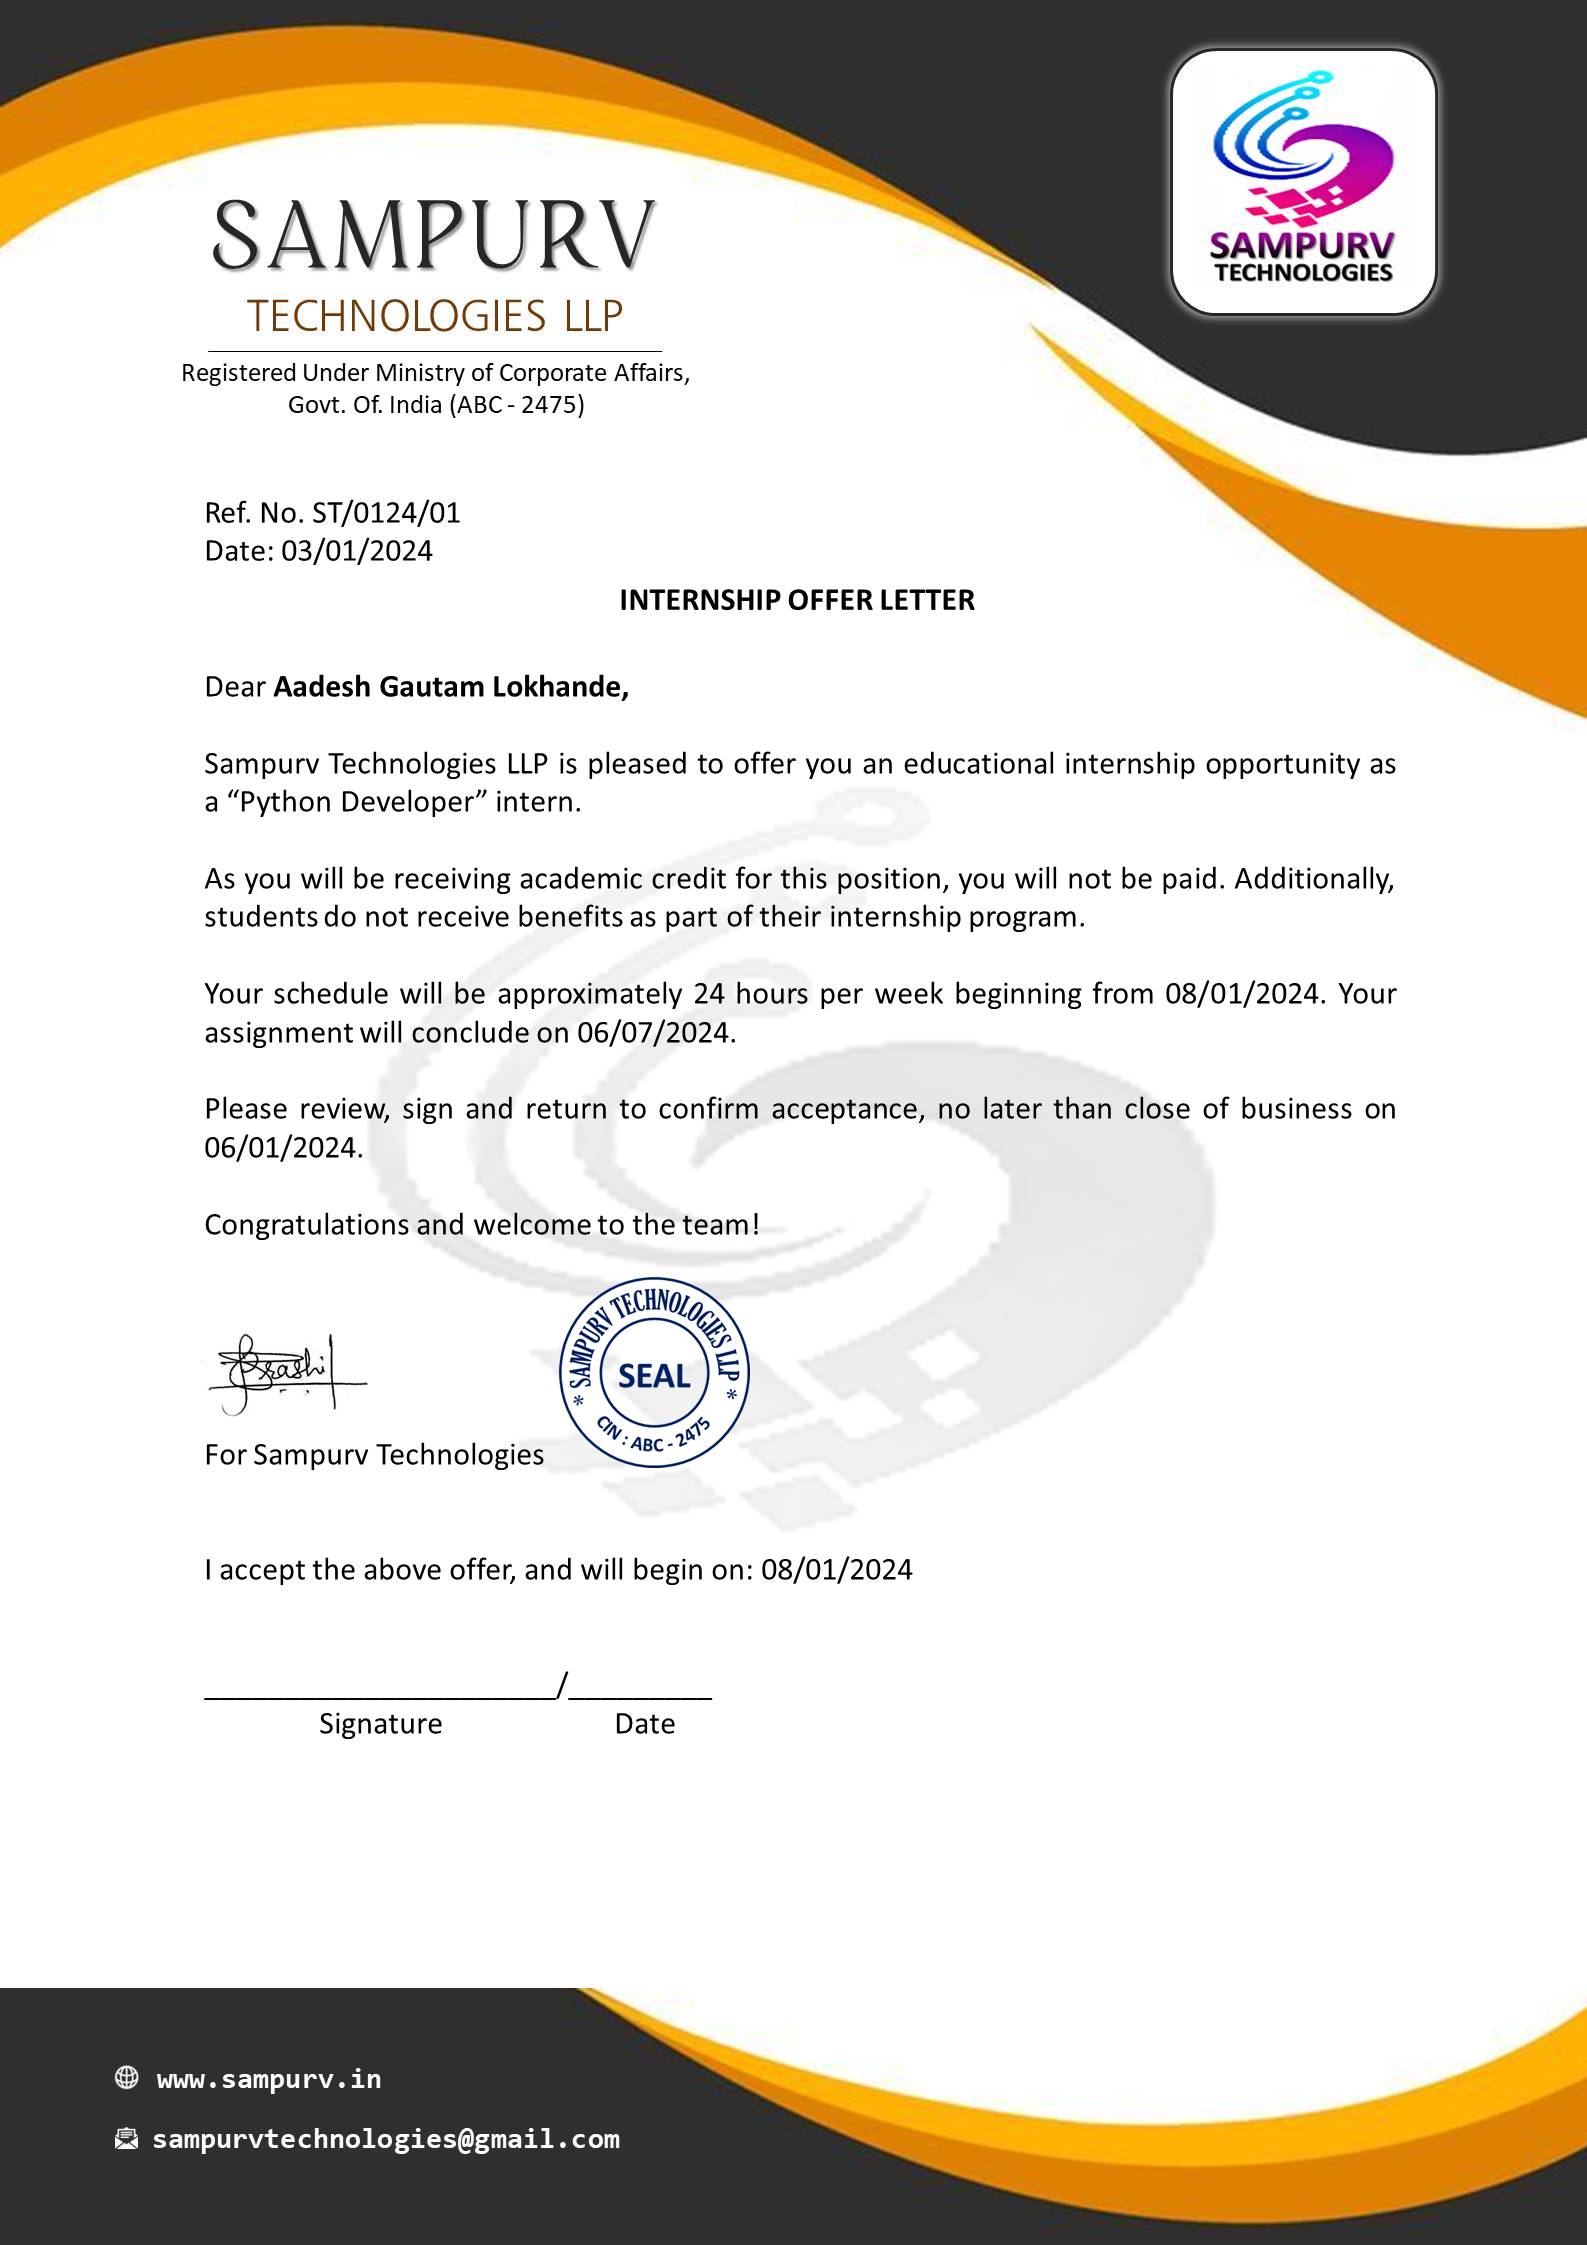 SAMPURV
TECHNOLOGIES LLP
Registered Under Ministry of Corporate Affairs,
Govt. Of. India (ABC - 2475)
SAMPURV
TECHNOLOGIES
Ref. No. ST/0124/01
Date: 03/01/2024
INTERNSHIP OFFER LETTER
Dear Aadesh Gautam Lokhande,
Sampurv Technologies LLP is pleased to offer you an educational internship opportunity as
a “Python Developer” intern.
As you will be receiving academic credit for this position, you will not be paid. Additionally,
students do not receive benefits as part of their internship program.
Your schedule will be approximately 24 hours per week beginning from 08/01/2024. Your
assignment will conclude on 06/07/2024.
Please review, sign and return to confirm acceptance, no later than close of business on
06/01/2024.
Congratulations and welcome to the team!
* SAMPURV TECHNOLOGIES LLP *
SEAL
CIN : ABC - 2475
For Sampurv Technologies
I accept the above offer, and will begin on: 08/01/2024
______________________/_________
Signature Date
www.sampurv.in
sampurvtechnologies@gmail.com